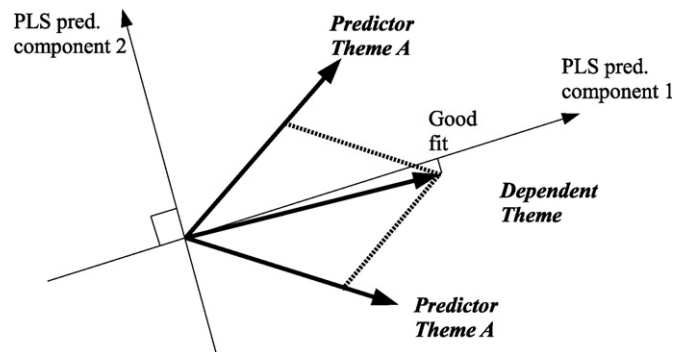 PLS pred.
component 2
Predictor
Theme A
PLS pred.
component 1
Good
fit
Dependent
Theme
Predictor
Theme A